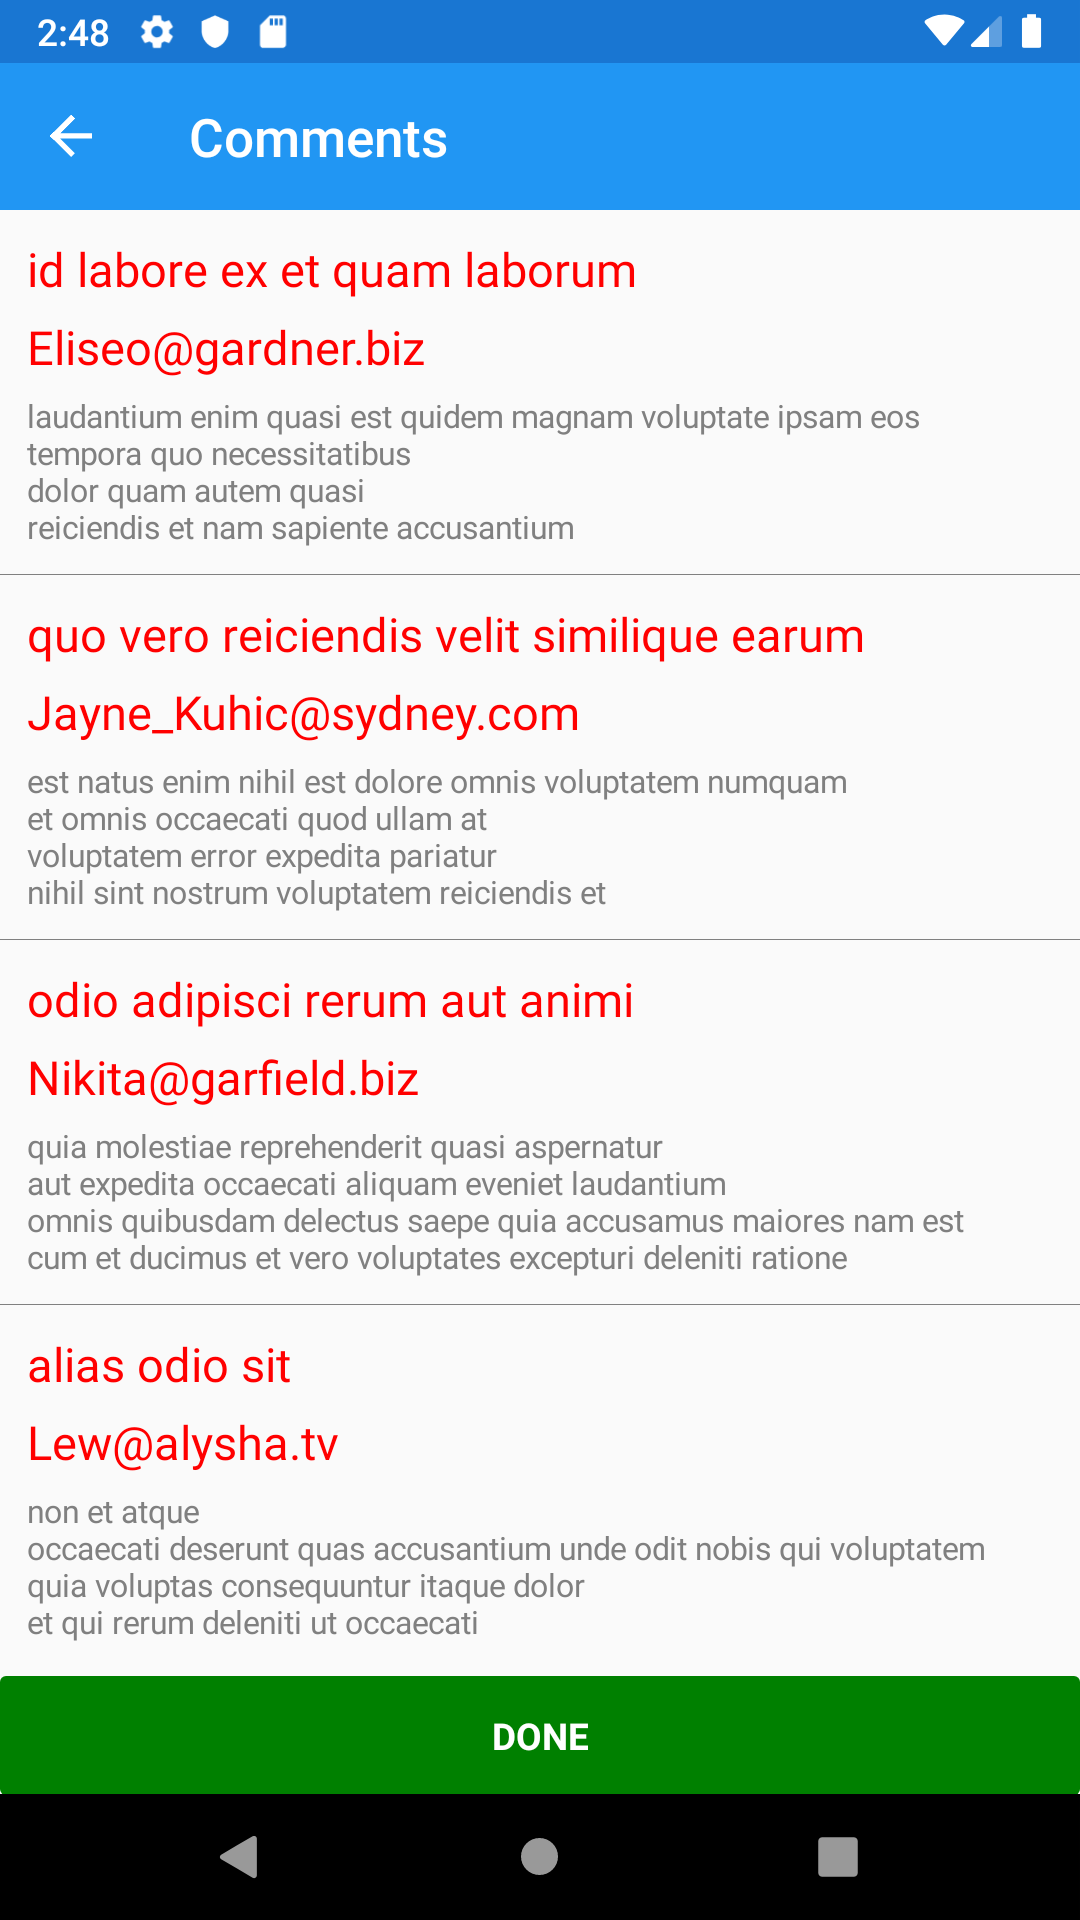 2:48
Comments
id labore ex et quam laborum
Eliseo@gardner.biz
laudantium enim quasi est quidem magnam voluptate ipsam eos
tempora quo necessitatibus
dolor quam autem quasi
reiciendis et nam sapiente accusantium
quo vero reiciendis velit similique earum
Jayne_Kuhic@sydney.com
est natus enim nihil est dolore omnis voluptatem numquam
et omnis occaecati quod ullam at
voluptatem error expedita pariatur
nihil sint nostrum voluptatem reiciendis et
odio adipisci rerum aut animi
Nikita@garfield.biz
quia molestiae reprehenderit quasi aspernatur
aut expedita occaecati aliquam eveniet laudantium
omnis quibusdam delectus saepe quia accusamus maiores nam est
cum et ducimus et vero voluptates excepturi deleniti ratione
alias odio sit
Lew@alysha.tv
non et atque
occaecati deserunt quas accusantium unde odit nobis qui voluptatem
quia voluptas consequuntur itaque dolor
et qui rerum deleniti ut occaecati
DONE